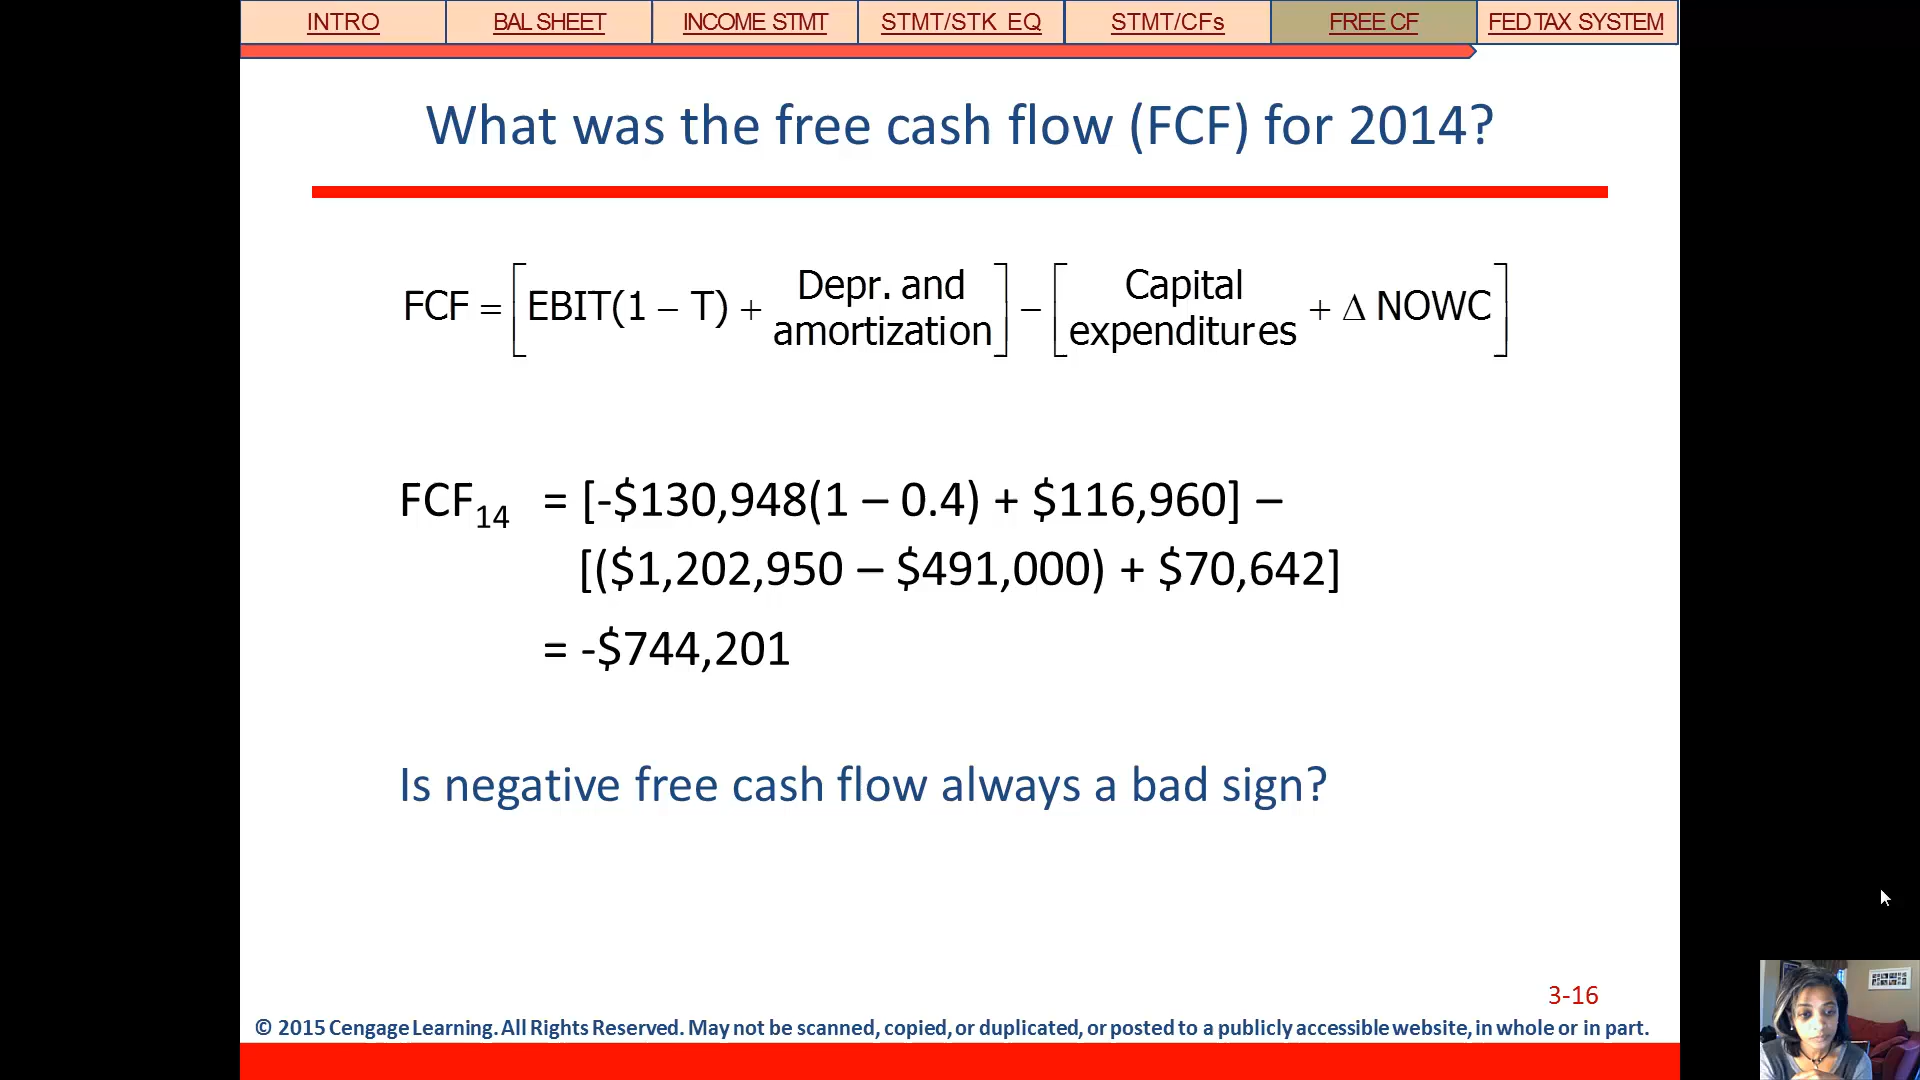 INTRO BAL SHEET INCOME STMT STMT/STK EQ STMT/CFs FREE CF FED TAX SYSTEM
What was the free cash flow (FCF) for 2014?
FCF = [EBIT(1 − T) + Depr. and amortization] − [Capital expenditures + Δ NOWC]
FCF14 = [-$130,948(1 – 0.4) + $116,960] –
[($1,202,950 – $491,000) + $70,642]
= -$744,201
Is negative free cash flow always a bad sign?
3-16
© 2015 Cengage Learning. All Rights Reserved. May not be scanned, copied, or duplicated, or posted to a publicly accessible website, in whole or in part.